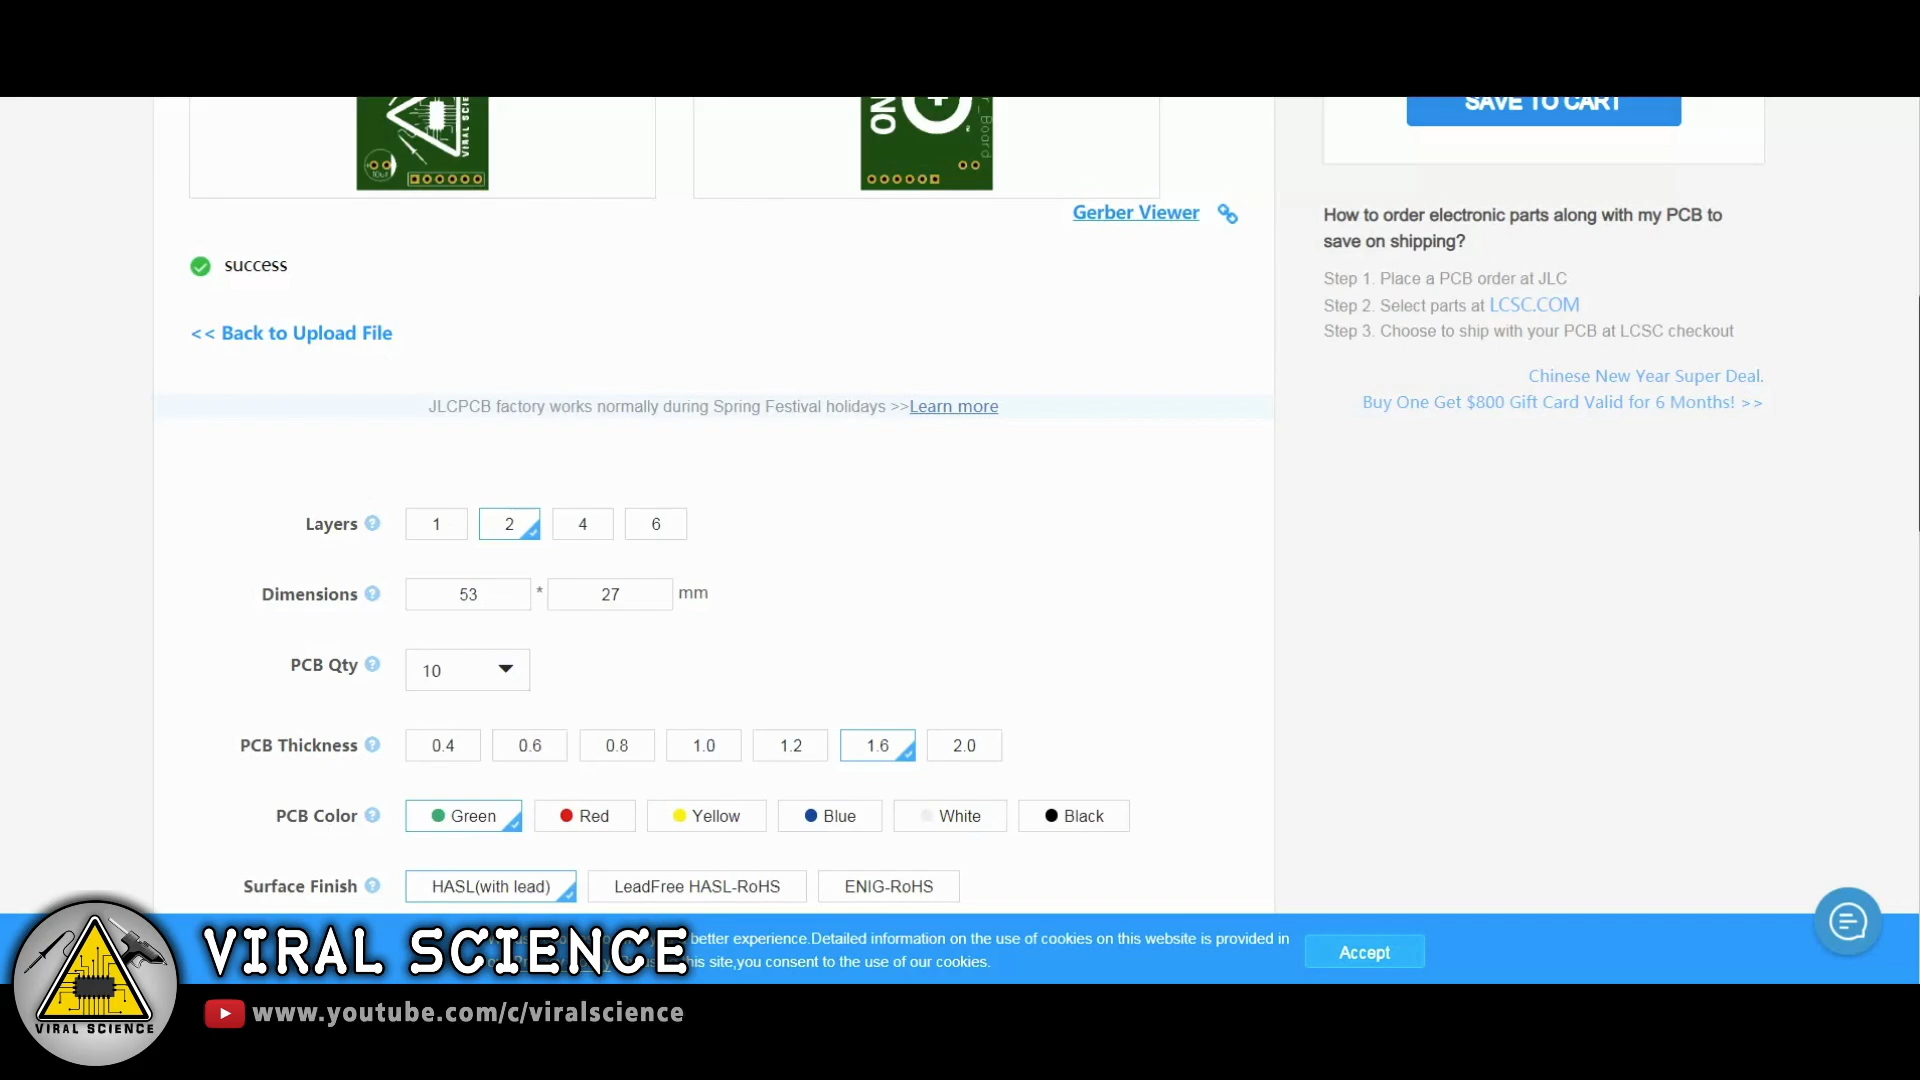 VIRAL SCIE
10uf
ON
+
_Board
SAVE TO CART
Gerber Viewer
success
<< Back to Upload File
How to order electronic parts along with my PCB to
save on shipping?
Step 1. Place a PCB order at JLC
Step 2. Select parts at LCSC.COM
Step 3. Choose to ship with your PCB at LCSC checkout
Chinese New Year Super Deal.
Buy One Get $800 Gift Card Valid for 6 Months! >>
JLCPCB factory works normally during Spring Festival holidays >>Learn more
Layers ? 1 2 4 6
Dimensions ? 53 * 27 mm
PCB Qty ? 10
PCB Thickness ? 0.4 0.6 0.8 1.0 1.2 1.6 2.0
PCB Color ? Green Red Yellow Blue White Black
Surface Finish ? HASL(with lead) LeadFree HASL-RoHS ENIG-RoHS
better experience.Detailed information on the use of cookies on this website is provided in
this site,you consent to the use of our cookies.
Accept
VIRAL SCIENCE
www.youtube.com/c/viralscience
VIRAL SCIENCE